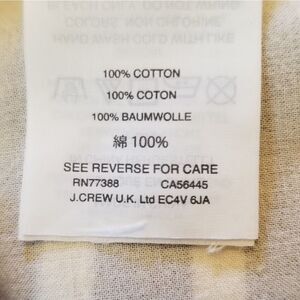 100% COTTON
100% COTON
100% BAUMWOLLE
綿 100%
SEE REVERSE FOR CARE
RN77388 CA56445
J.CREW U.K. Ltd EC4V 6JA